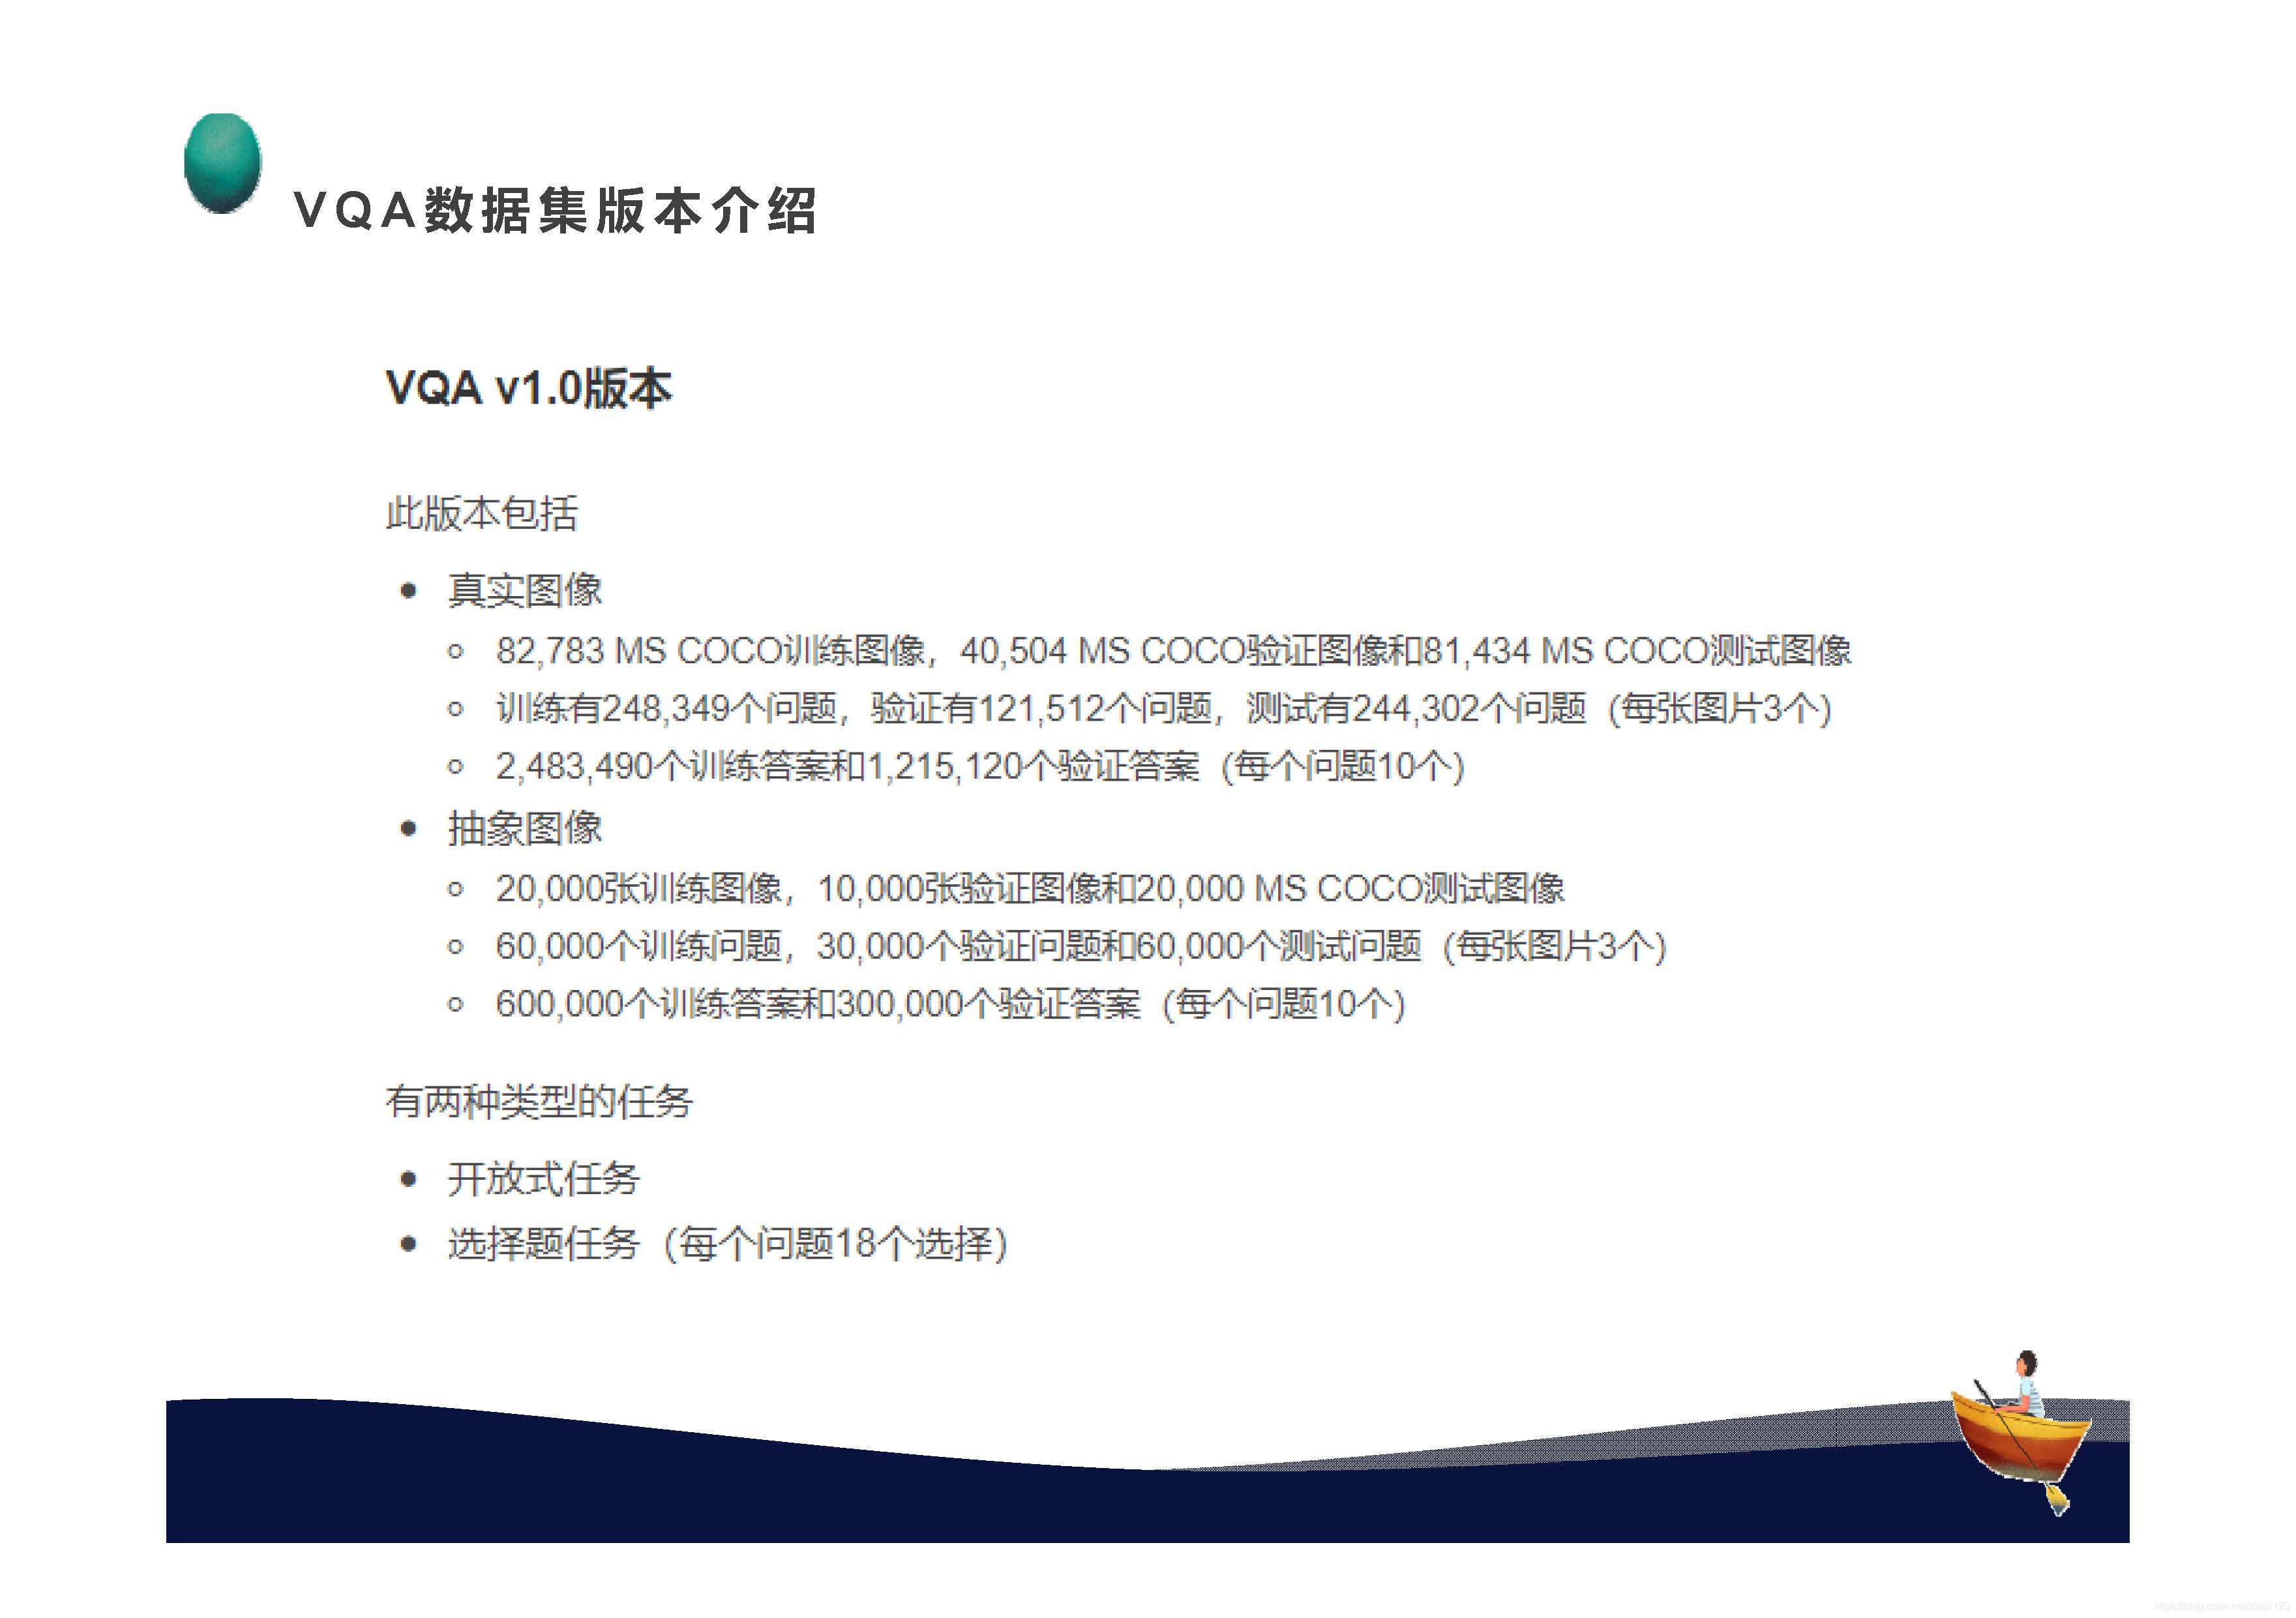 VQA数据集版本介绍
VQA v1.0版本
此版本包括
真实图像
82,783 MS COCO训练图像，40,504 MS COCO验证图像和81,434 MS COCO测试图像
训练有248,349个问题，验证有121,512个问题，测试有244,302个问题（每张图片3个）
2,483,490个训练答案和1,215,120个验证答案（每个问题10个）
抽象图像
20,000张训练图像，10,000张验证图像和20,000 MS COCO测试图像
60,000个训练问题，30,000个验证问题和60,000个测试问题（每张图片3个）
600,000个训练答案和300,000个验证答案（每个问题10个）
有两种类型的任务
开放式任务
选择题任务（每个问题18个选择）